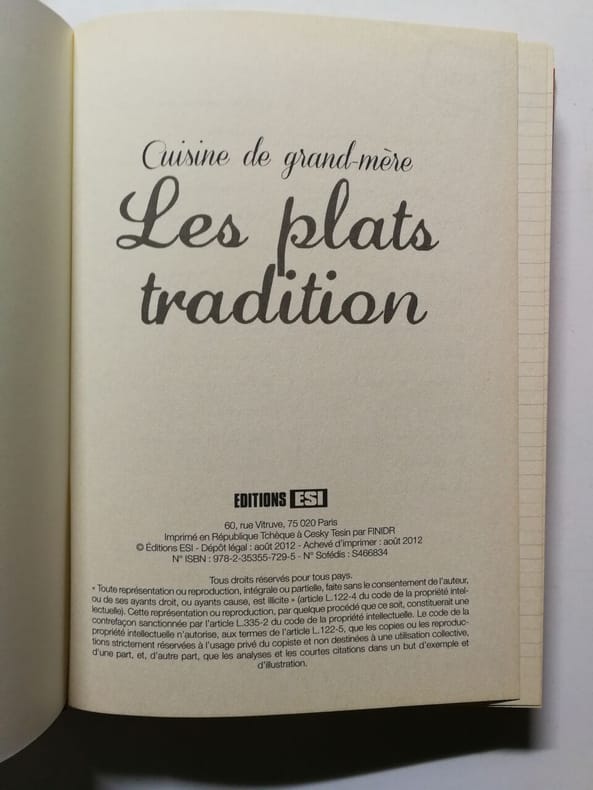 Cuisine de grand-mère
Les plats
tradition
EDITIONS ESI
60, rue Vitruve, 75 020 Paris
Imprimé en République Tchèque à Cesky Tesin par FINIDR
© Éditions ESI - Dépôt légal : août 2012 - Achevé d'imprimer : août 2012
N° ISBN : 978-2-35355-729-5 - N° Sofédis : S466834
Tous droits réservés pour tous pays.
« Toute représentation ou reproduction, intégrale ou partielle, faite sans le consentement de l'auteur,
ou de ses ayants droit, ou ayants cause, est illicite » (article L.122-4 du code de la propriété intel-
lectuelle). Cette représentation ou reproduction, par quelque procédé que ce soit, constituerait une
contrefaçon sanctionnée par l'article L.335-2 du code de la propriété intellectuelle. Le code de la
propriété intellectuelle n'autorise, aux termes de l'article L.122-5, que les copies ou les reproduc-
tions strictement réservées à l'usage privé du copiste et non destinées à une utilisation collective,
d'une part, et, d'autre part, que les analyses et les courtes citations dans un but d'exemple et
d'illustration.